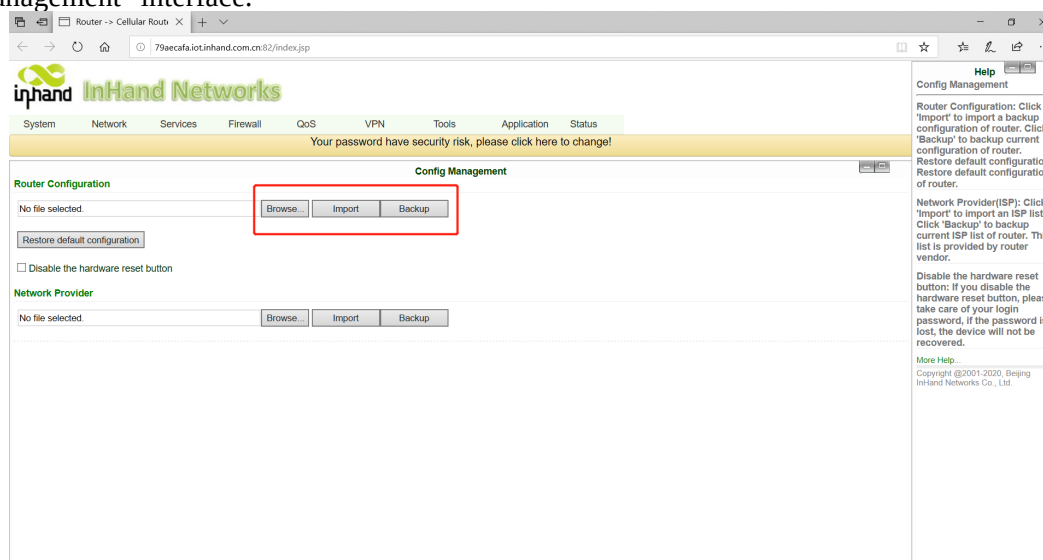 nagement" interface.
Router -> Cellular Route
79aecafa.iot.inhand.com.cn:82/index.jsp
inhand InHand Networks
System Network Services Firewall QoS VPN Tools Application Status
Your password have security risk, please click here to change!
Config Management
Router Configuration
No file selected. Browse... Import Backup
Restore default configuration
Disable the hardware reset button
Network Provider
No file selected. Browse... Import Backup
Help
Config Management
Router Configuration: Click
'Import' to import a backup
configuration of router. Click
'Backup' to backup current
configuration of router.
Restore default configuratio
Restore default configuratio
of router.
Network Provider(ISP): Click
'Import' to import an ISP list
Click 'Backup' to backup
current ISP list of router. Thi
list is provided by router
vendor.
Disable the hardware reset
button: If you disable the
hardware reset button, pleas
take care of your login
password, if the password i
lost, the device will not be
recovered.
More Help...
Copyright @2001-2020, Beijing
InHand Networks Co., Ltd.